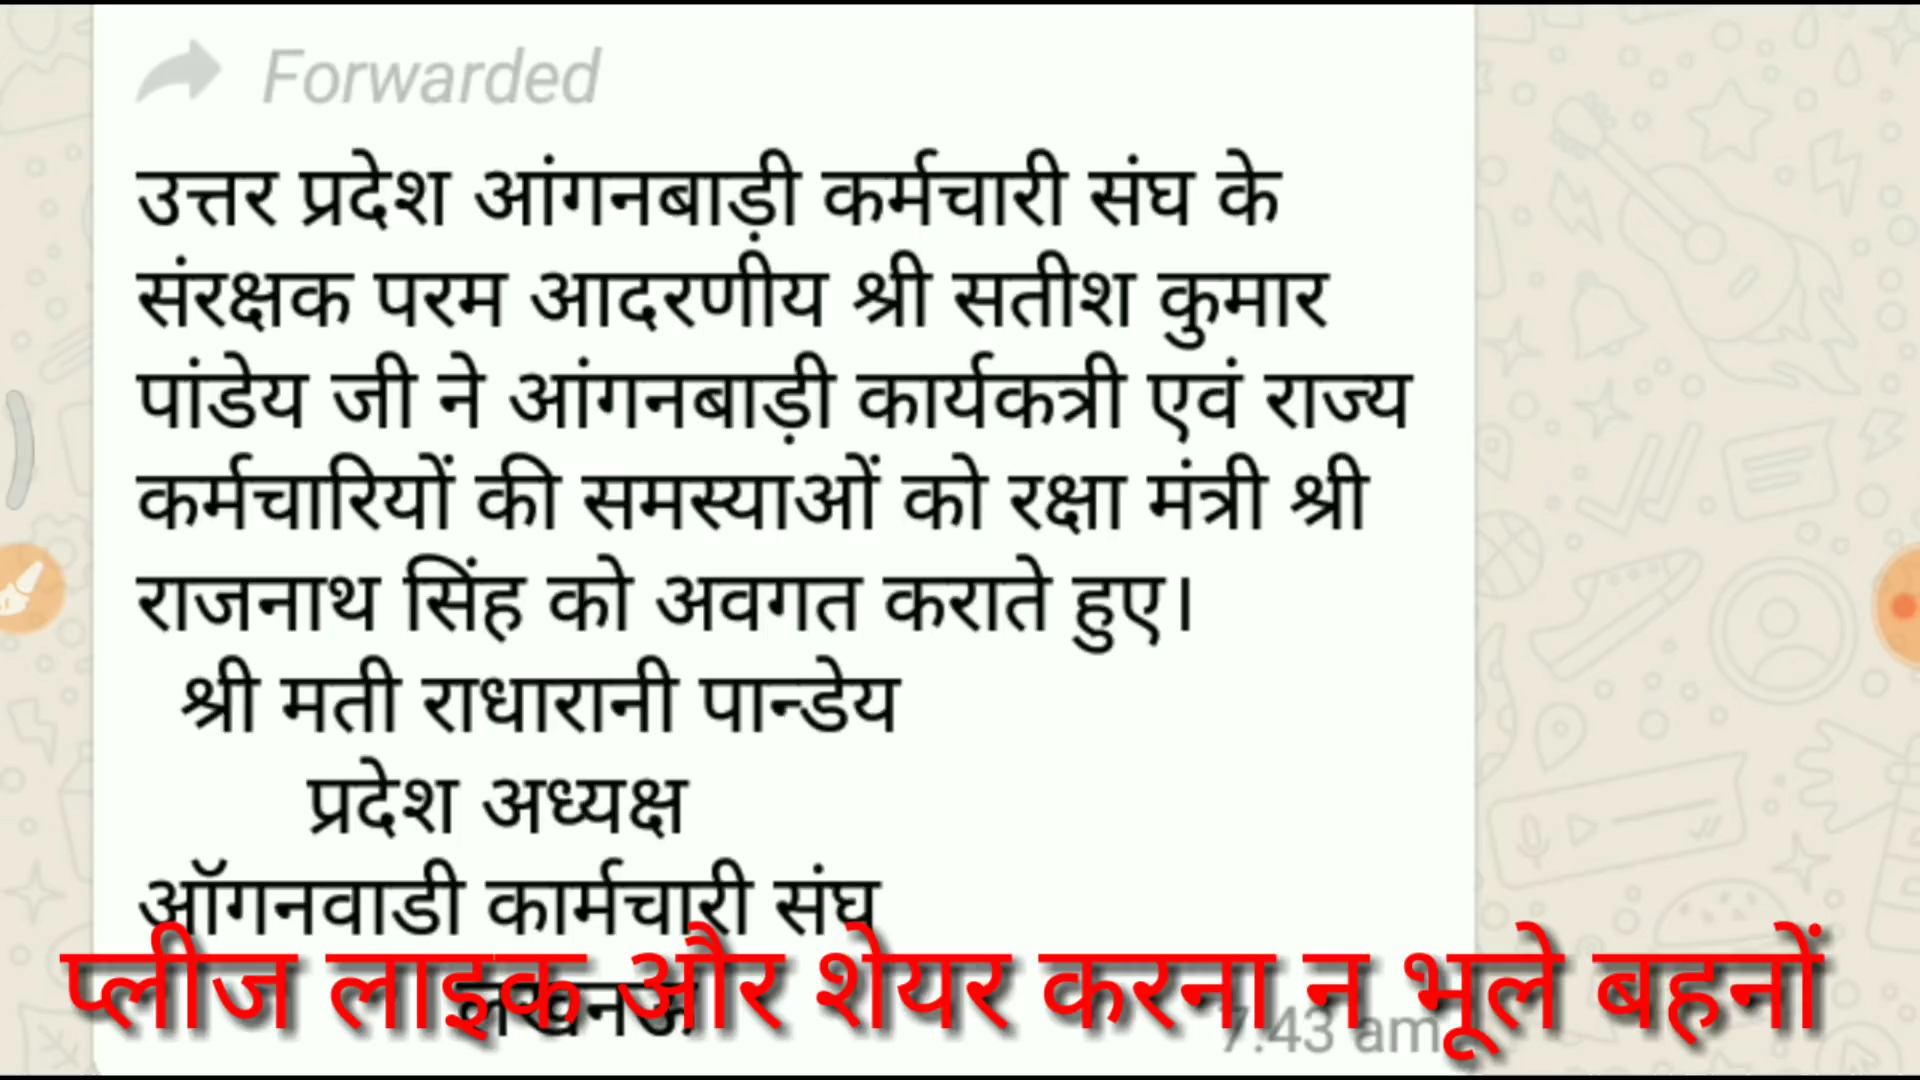 Forwarded
उत्तर प्रदेश आंगनबाड़ी कर्मचारी संघ के
संरक्षक परम आदरणीय श्री सतीश कुमार
पांडेय जी ने आंगनबाड़ी कार्यकत्री एवं राज्य
कर्मचारियों की समस्याओं को रक्षा मंत्री श्री
राजनाथ सिंह को अवगत कराते हुए।
श्री मती राधारानी पान्डेय
प्रदेश अध्यक्ष
ऑगनवाडी कार्मचारी संघ
लखनऊ
7:43 am
प्लीज लाइक और शेयर करना न भूले बहनों